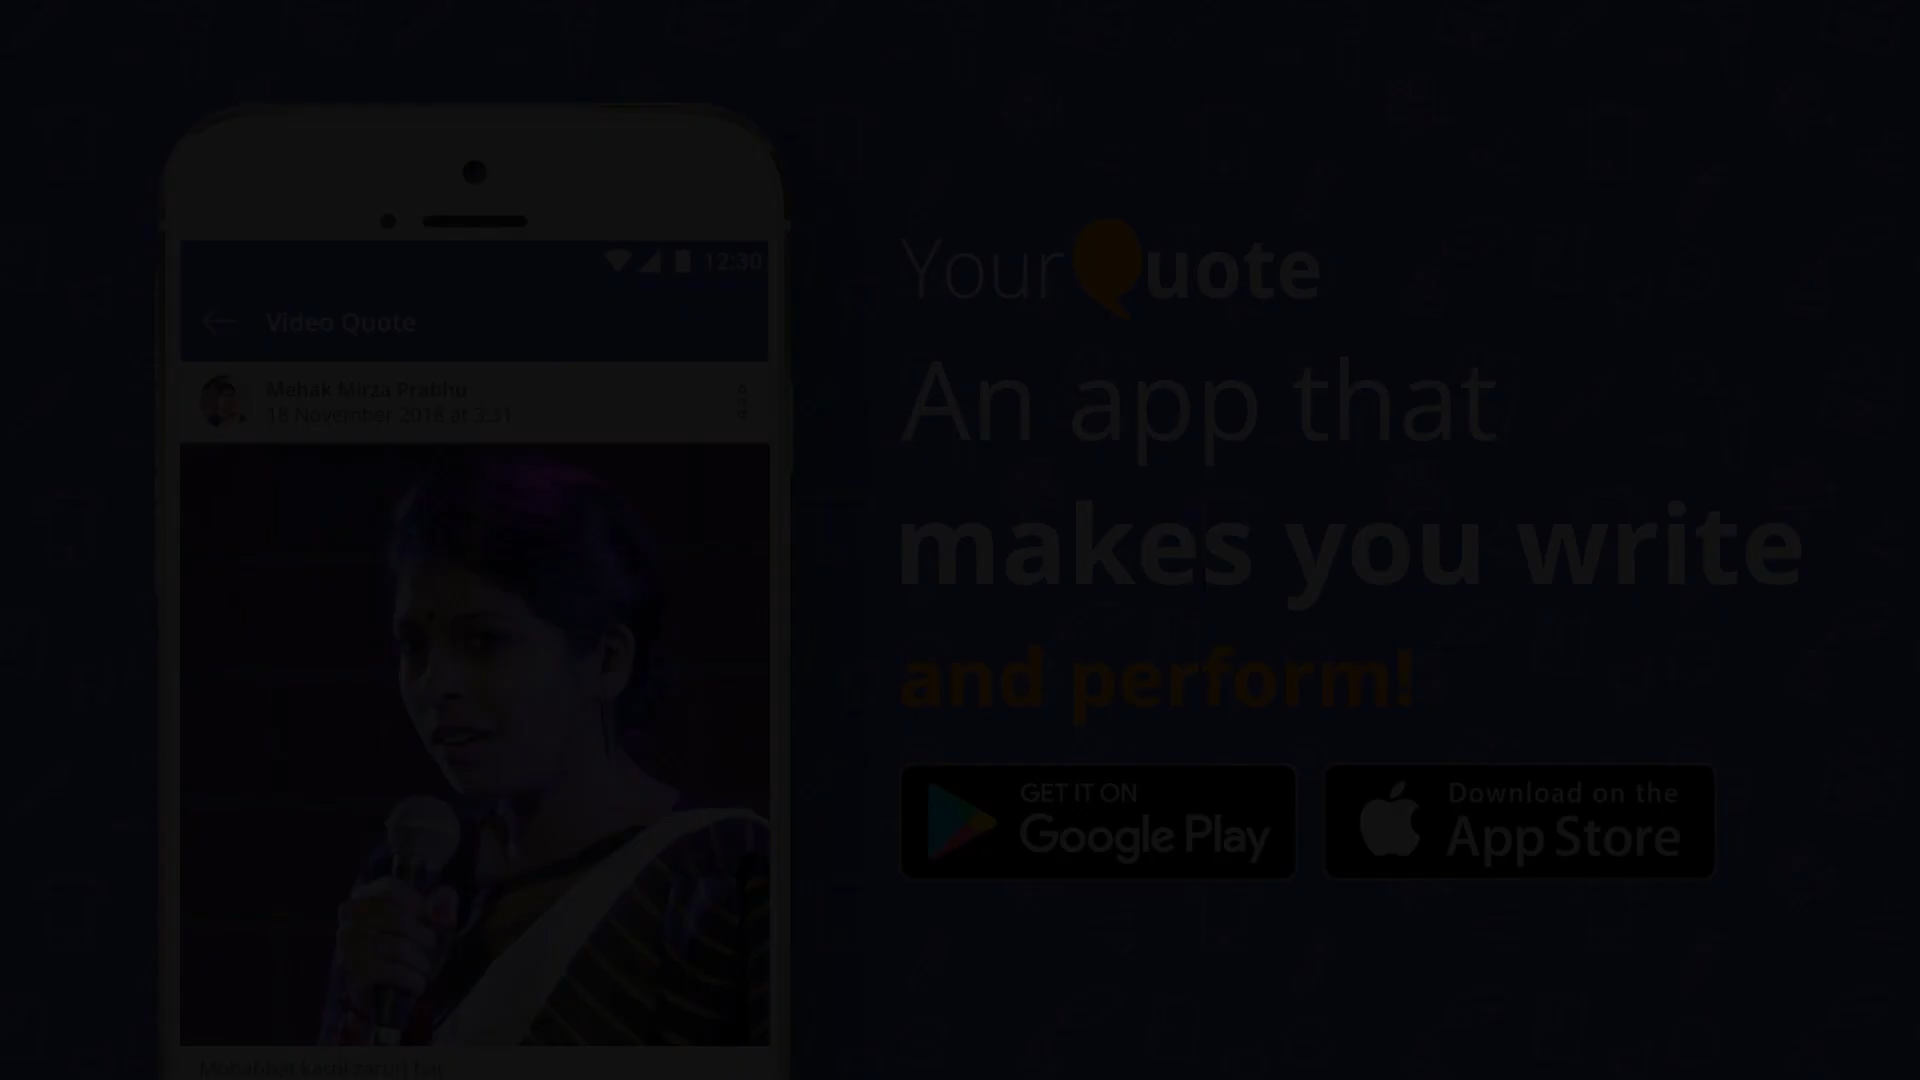 12:30
Video Quote
Mehak Mirza Prabhu
18 November 2018 at 3.31
YourQuote
An app that
makes you write
and perform!
GET IT ON
Google Play
Download on the
App Store